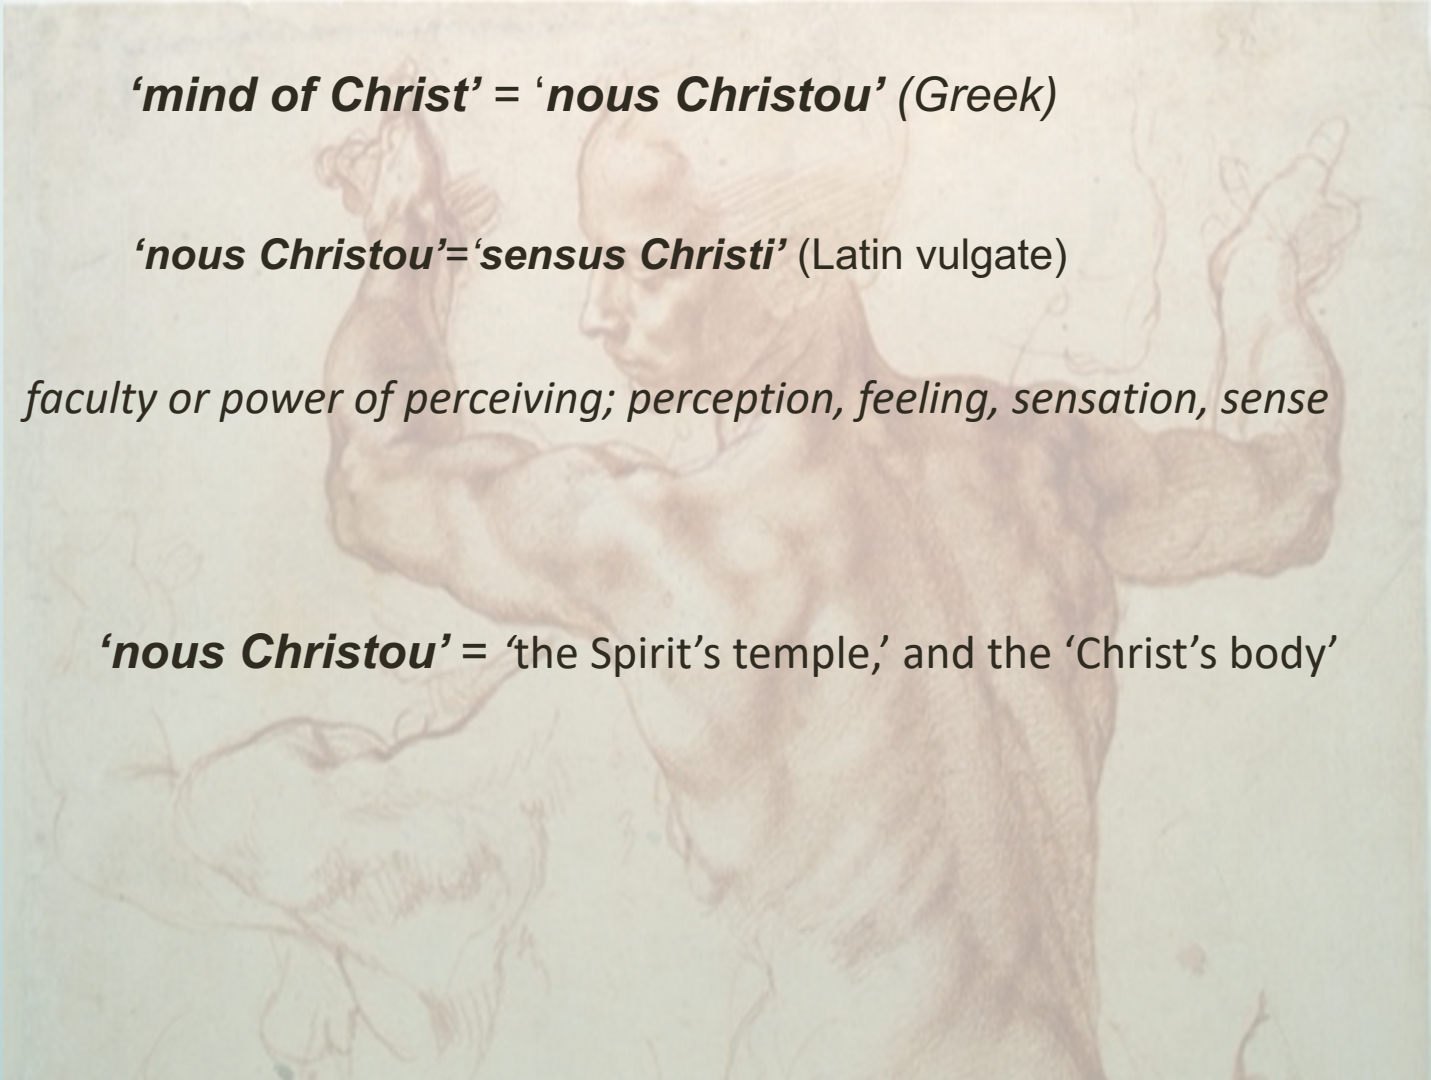 ‘mind of Christ’ = ‘nous Christou’ (Greek)
‘nous Christou’=‘sensus Christi’ (Latin vulgate)
faculty or power of perceiving; perception, feeling, sensation, sense
‘nous Christou’ = ‘the Spirit’s temple,’ and the ‘Christ’s body’